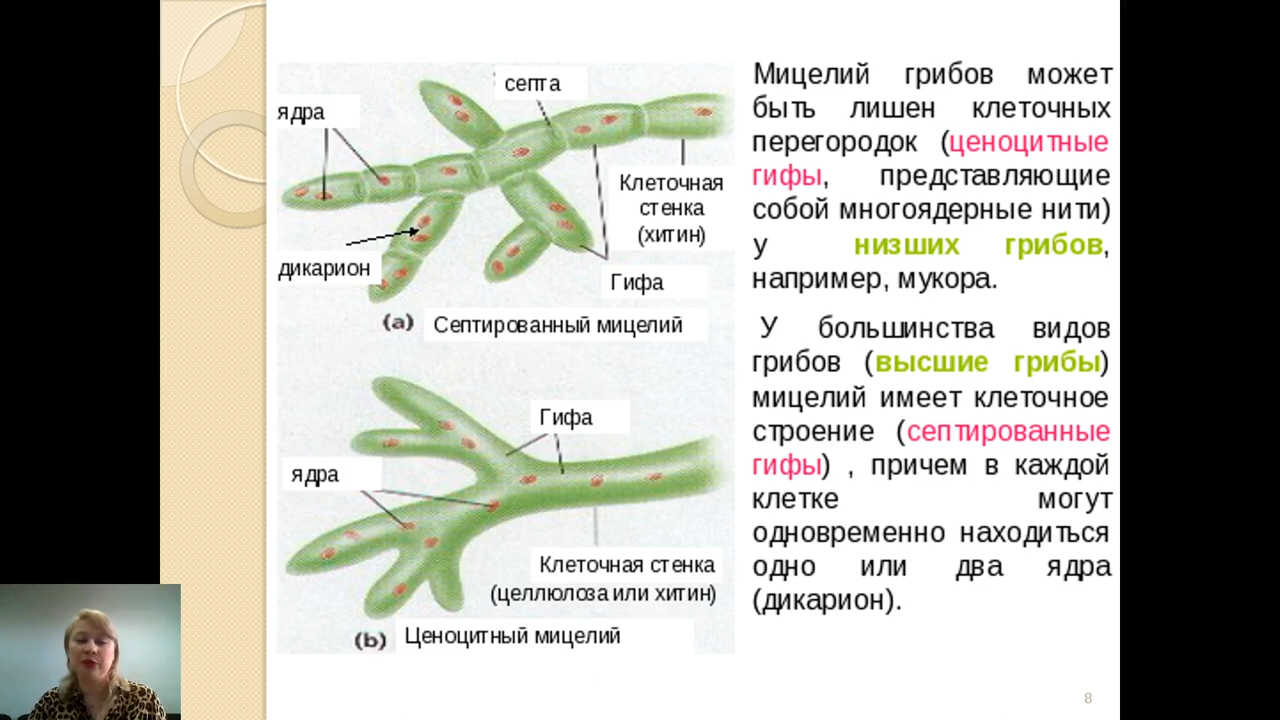 септа
ядра
Клеточная
стенка
(хитин)
дикарион
Гифа
(a) Септированный мицелий
Гифа
ядра
Клеточная стенка
(целлюлоза или хитин)
(b) Ценоцитный мицелий
Мицелий грибов может
быть лишен клеточных
перегородок (ценоцитные
гифы, представляющие
собой многоядерные нити)
у низших грибов,
например, мукора.
У большинства видов
грибов (высшие грибы)
мицелий имеет клеточное
строение (септированные
гифы) , причем в каждой
клетке могут
одновременно находиться
одно или два ядра
(дикарион).
8